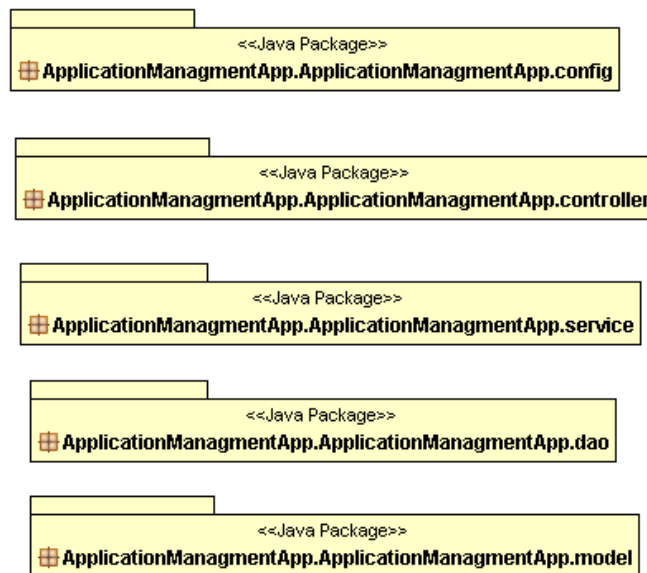 <<Java Package>>
ApplicationManagmentApp.ApplicationManagmentApp.config
<<Java Package>>
ApplicationManagmentApp.ApplicationManagmentApp.controller
<<Java Package>>
ApplicationManagmentApp.ApplicationManagmentApp.service
<<Java Package>>
ApplicationManagmentApp.ApplicationManagmentApp.dao
<<Java Package>>
ApplicationManagmentApp.ApplicationManagmentApp.model